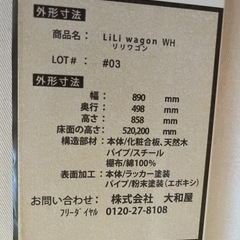 外形寸法
商品名: LiLi wagon WH
リリワゴン
LOT#: #03
外形寸法
幅: 890 mm
奥行: 498 mm
高さ: 858 mm
床面の高さ: 520,200 mm
構造部材: 本体/化粧合板、天然木
パイプ/スチール
棚布/綿100%
表面加工: 本体/ラッカー塗装
パイプ/粉末塗装(エポキシ)
お問い合わせ: 株式会社 大和屋
フリーダイヤル 0120-27-8108